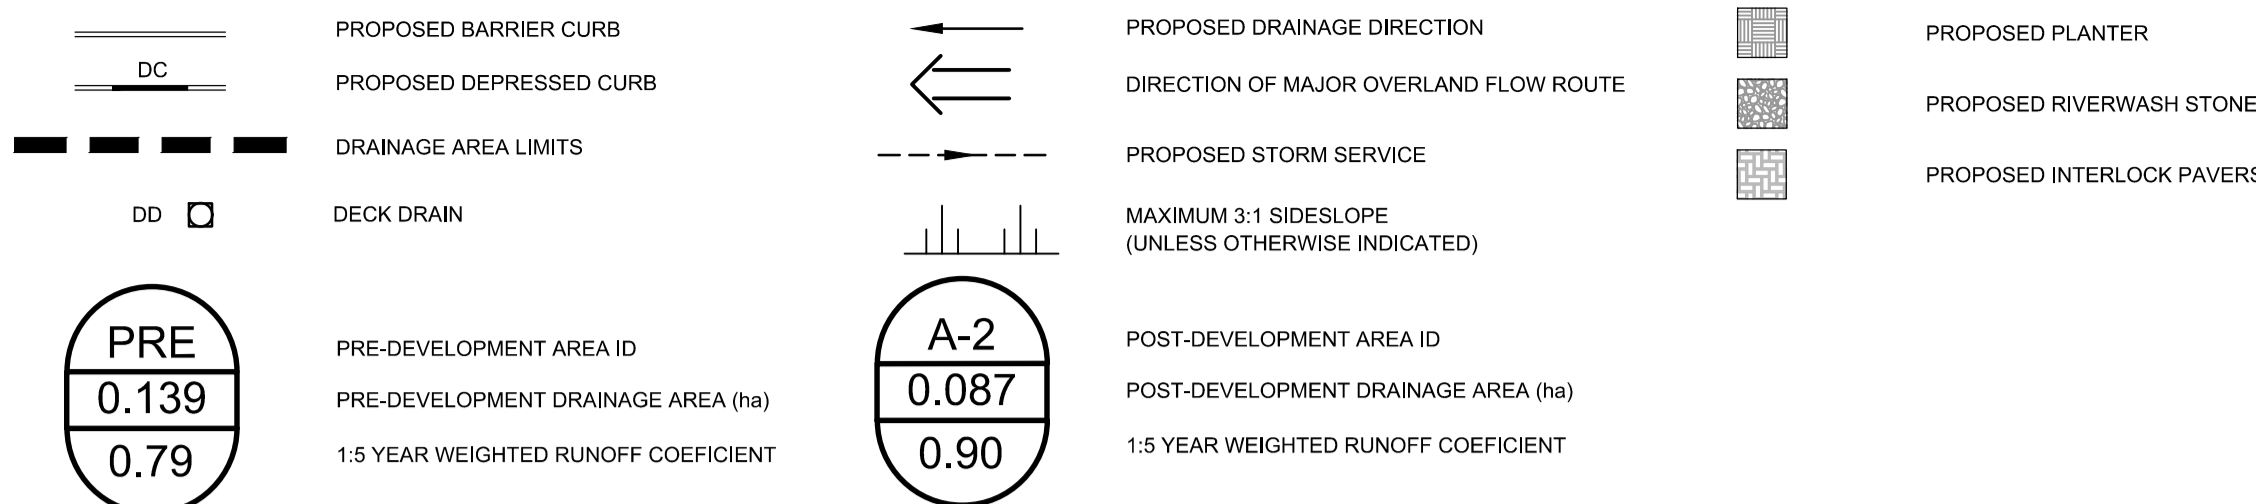 PROPOSED BARRIER CURB
DC
PROPOSED DEPRESSED CURB
DRAINAGE AREA LIMITS
DD
DECK DRAIN
PRE
0.139
0.79
PRE-DEVELOPMENT AREA ID
PRE-DEVELOPMENT DRAINAGE AREA (ha)
1:5 YEAR WEIGHTED RUNOFF COEFICIENT
PROPOSED DRAINAGE DIRECTION
DIRECTION OF MAJOR OVERLAND FLOW ROUTE
PROPOSED STORM SERVICE
MAXIMUM 3:1 SIDESLOPE
(UNLESS OTHERWISE INDICATED)
A-2
0.087
0.90
POST-DEVELOPMENT AREA ID
POST-DEVELOPMENT DRAINAGE AREA (ha)
1:5 YEAR WEIGHTED RUNOFF COEFICIENT
PROPOSED PLANTER
PROPOSED RIVERWASH STONE
PROPOSED INTERLOCK PAVERS